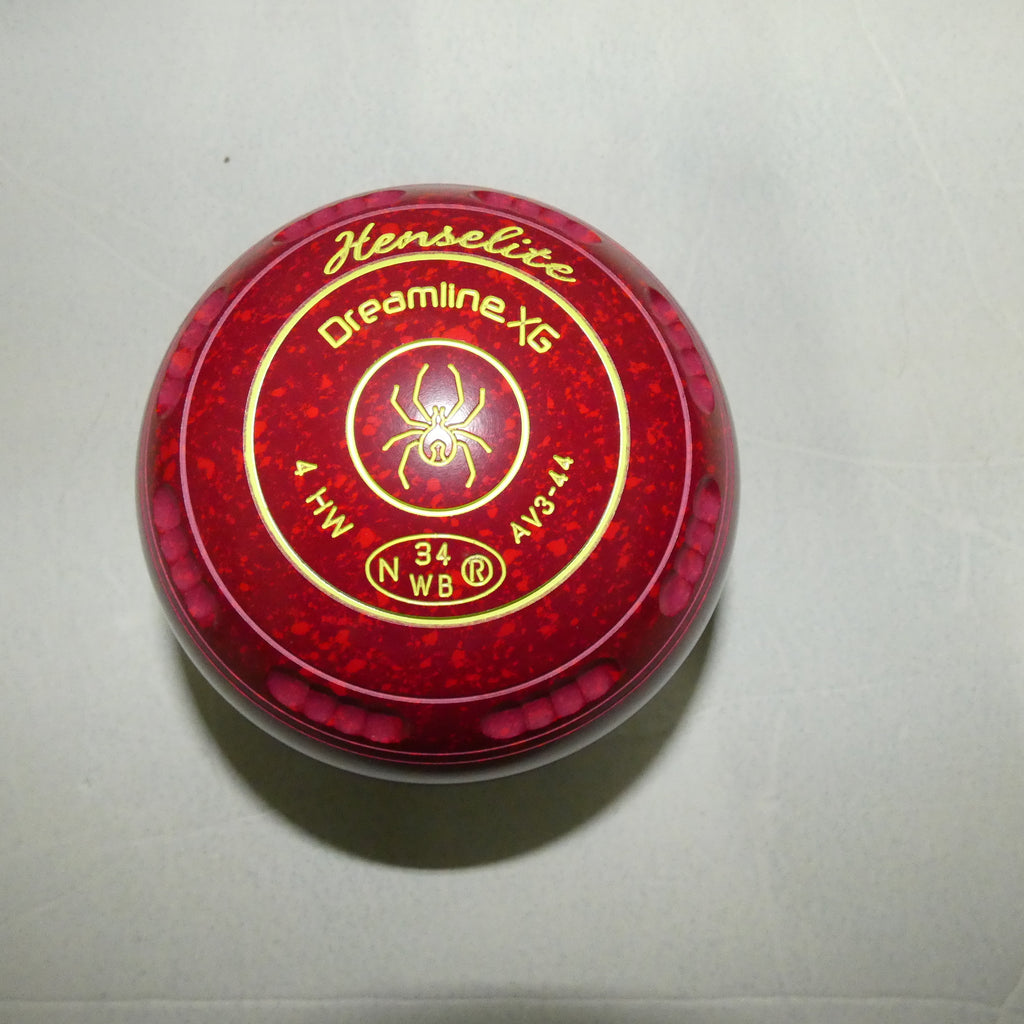 Henselite
Dreamline XG
4 HW
AV3-44
34
N WB ®